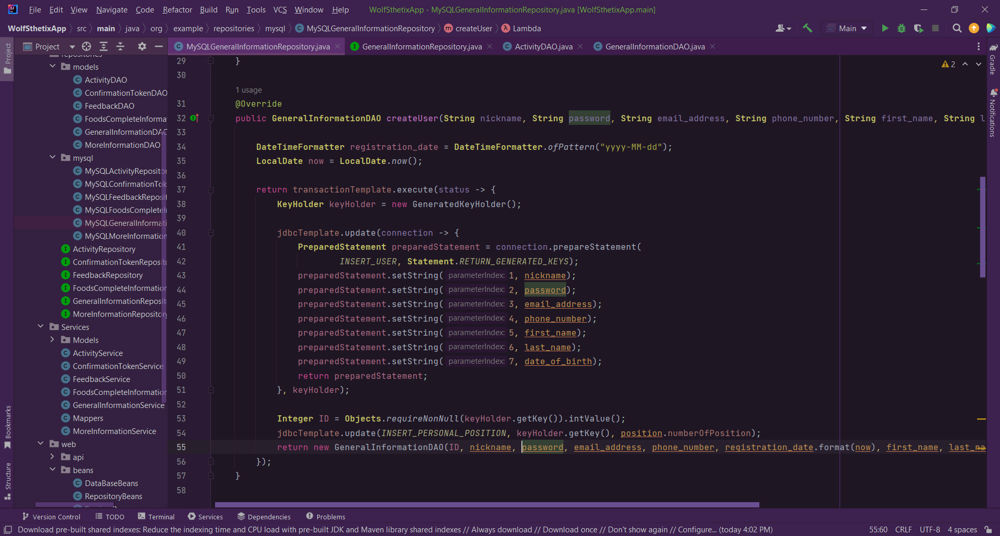 File Edit View Navigate Code Refactor Build Run Tools VCS Window Help WolfSthetixApp - MySQLGeneralInformationRepository.java [WolfSthetixApp.main]
WolfSthetixApp src main java org example repositories mysql MySQLGeneralInformationRepository createUser Lambda Main
Project
MySQLGeneralInformationRepository.java GeneralInformationRepository.java ActivityDAO.java GeneralInformationDAO.java
Project
Gradle
Notifications
Bookmarks
Structure
repositories
models
ActivityDAO
ConfirmationTokenDAO
FeedbackDAO
FoodsCompleteInforma
GeneralInformationDAO
MoreInformationDAO
mysql
MySQLActivityRepositor
MySQLConfirmationTok
MySQLFeedbackReposit
MySQLFoodsCompleteI
MySQLGeneralInformati
MySQLMoreInformation
ActivityRepository
ConfirmationTokenReposito
FeedbackRepository
FoodsCompleteInformation
GeneralInformationReposit
MoreInformationRepository
Services
Models
ActivityService
ConfirmationTokenService
FeedbackService
FoodsCompleteInformation
GeneralInformationService
Mappers
MoreInformationService
web
api
beans
DataBaseBeans
RepositoryBeans
2
29 }
30
1 usage
31 @Override
32 public GeneralInformationDAO createUser(String nickname, String password, String email_address, String phone_number, String first_name, String l
33
34 DateTimeFormatter registration_date = DateTimeFormatter.ofPattern("yyyy-MM-dd");
35 LocalDate now = LocalDate.now();
36
37 return transactionTemplate.execute(status -> {
38 KeyHolder keyHolder = new GeneratedKeyHolder();
39
40 jdbcTemplate.update(connection -> {
41 PreparedStatement preparedStatement = connection.prepareStatement(
42 INSERT_USER, Statement.RETURN_GENERATED_KEYS);
43 preparedStatement.setString( parameterIndex: 1, nickname);
44 preparedStatement.setString( parameterIndex: 2, password);
45 preparedStatement.setString( parameterIndex: 3, email_address);
46 preparedStatement.setString( parameterIndex: 4, phone_number);
47 preparedStatement.setString( parameterIndex: 5, first_name);
48 preparedStatement.setString( parameterIndex: 6, last_name);
49 preparedStatement.setString( parameterIndex: 7, date_of_birth);
50 return preparedStatement;
51 }, keyHolder);
52
53 Integer ID = Objects.requireNonNull(keyHolder.getKey()).intValue();
54 jdbcTemplate.update(INSERT_PERSONAL_POSITION, keyHolder.getKey(), position.numberOfPosition);
55 return new GeneralInformationDAO(ID, nickname, password, email_address, phone_number, registration_date.format(now), first_name, last_na
56 });
57 }
58
Version Control TODO Terminal Services Dependencies Problems
Download pre-built shared indexes: Reduce the indexing time and CPU load with pre-built JDK and Maven library shared indexes // Always download // Download once // Don't show again // Configure... (today 4:02 PM) 55:60 CRLF UTF-8 4 spaces